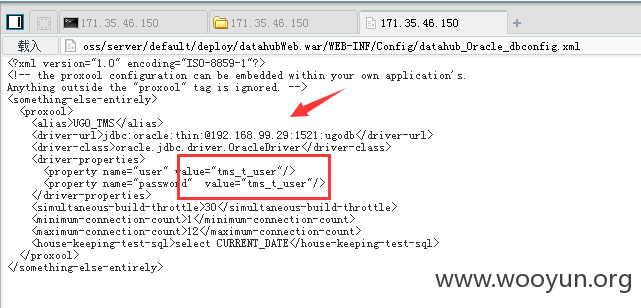 171.35.46.150
171.35.46.150
171.35.46.150
载入
oss/server/default/deploy/datahubWeb.war/WEB-INF/Config/datahub_Oracle_dbconfig.xml
<?xml version="1.0" encoding="ISO-8859-1"?>
<!-- the proxool configuration can be embedded within your own application's.
Anything outside the "proxool" tag is ignored. -->
<something-else-entirely>
<proxool>
<alias>UGO_TMS</alias>
<driver-url>jdbc:oracle:thin:@192.168.99.29:1521:ugodb</driver-url>
<driver-class>oracle.jdbc.driver.OracleDriver</driver-class>
<driver-properties>
<property name="user" value="tms_t_user"/>
<property name="password" value="tms_t_user"/>
</driver-properties>
<simultaneous-build-throttle>30</simultaneous-build-throttle>
<minimum-connection-count>1</minimum-connection-count>
<maximum-connection-count>12</maximum-connection-count>
<house-keeping-test-sql>select CURRENT_DATE</house-keeping-test-sql>
</proxool>
</something-else-entirely>
www.wooyun.org